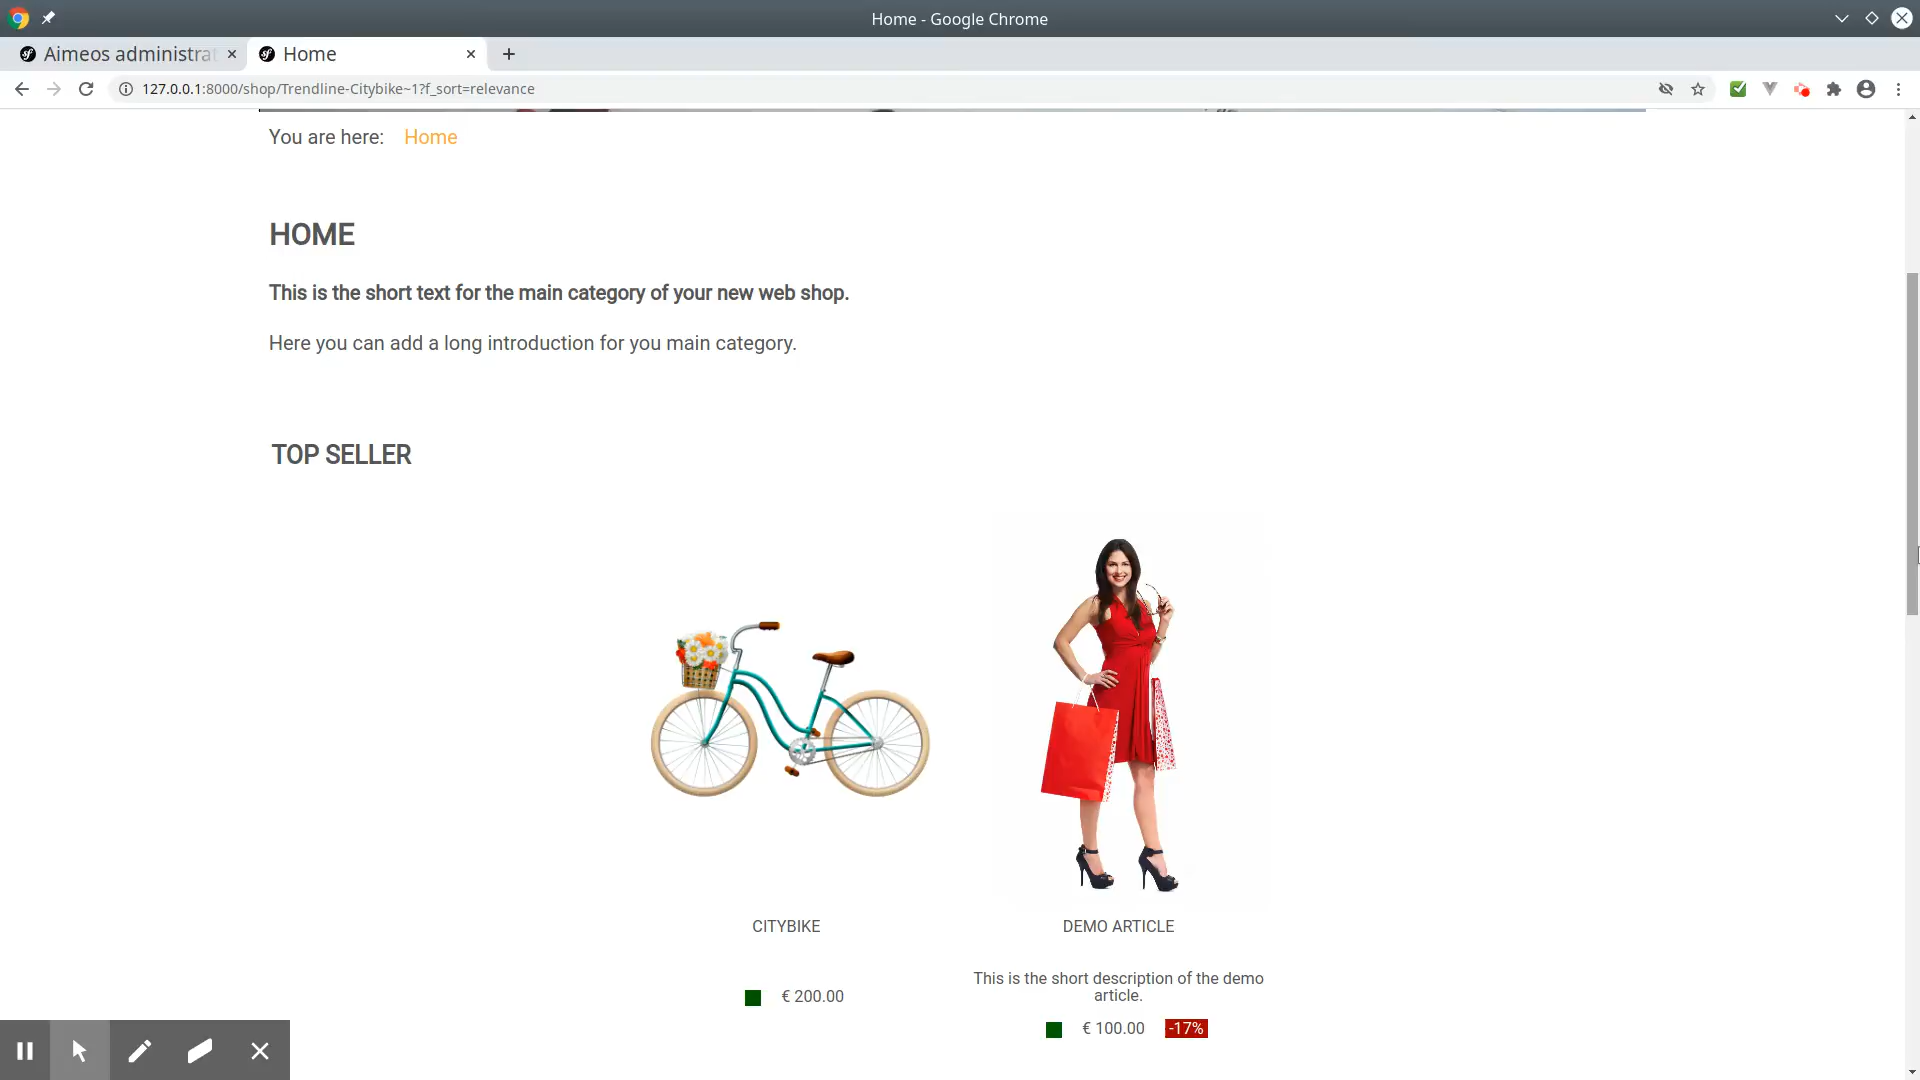 Home - Google Chrome
Aimeos administrat
Home
127.0.0.1:8000/shop/Trendline-Citybike~1?f_sort=relevance
You are here: Home
HOME
This is the short text for the main category of your new web shop.
Here you can add a long introduction for you main category.
TOP SELLER
CITYBIKE
DEMO ARTICLE
This is the short description of the demo
article.
€ 200.00
€ 100.00 -17%